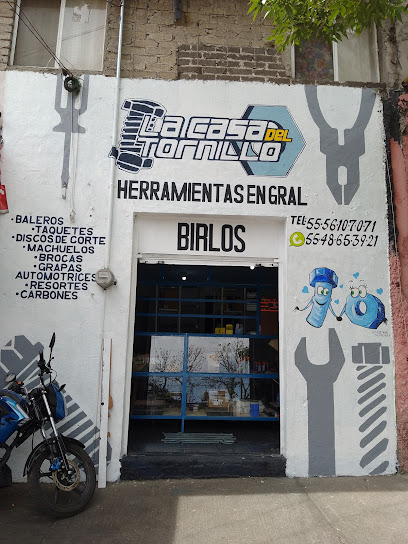 LA CASA DEL
TORNILLO
HERRAMIENTAS EN GRAL
BIRLOS
TEL: 5556107071
5548653921
•BALEROS
•TAQUETES
•DISCOS DE CORTE
•MACHUELOS
•BROCAS
•GRAPAS
AUTOMOTRICES
•RESORTES
•CARBONES